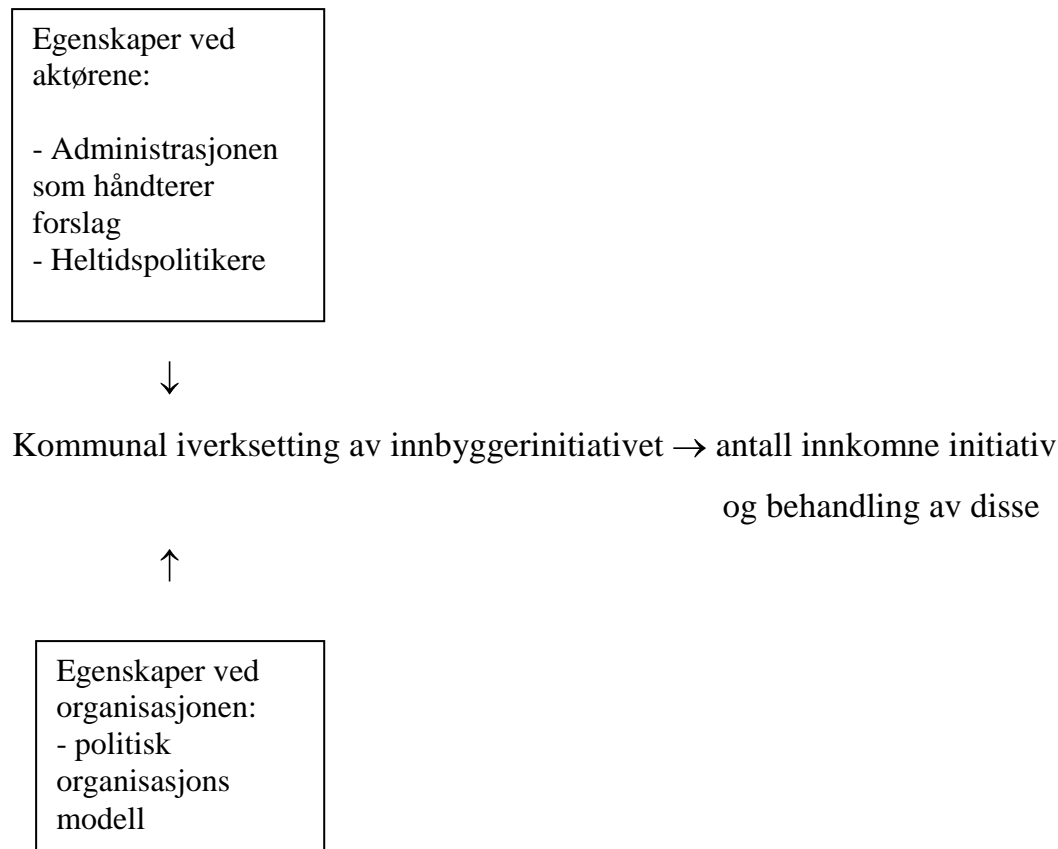 Egenskaper ved
aktørene:
- Administrasjonen
som håndterer
forslag
- Heltidspolitikere
↓
Kommunal iverksetting av innbyggerinitiativet → antall innkomne initiativ
og behandling av disse
↑
Egenskaper ved
organisasjonen:
- politisk
organisasjons
modell